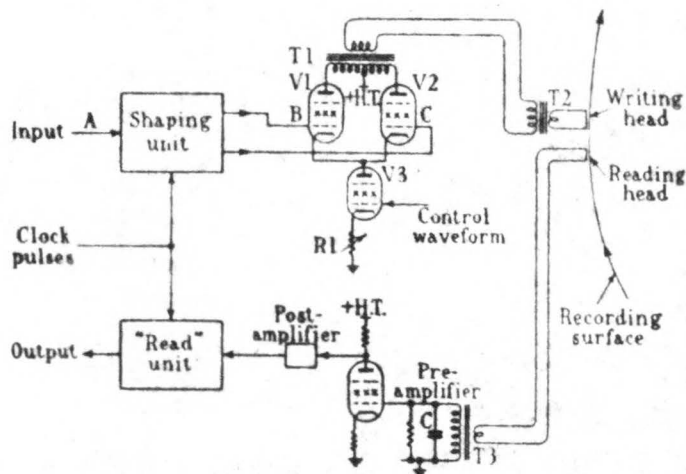 T1
V1
V2
+H.T.
T2
Input
A
Shaping
unit
B
C
Writing
head
V3
Reading
head
Control
waveform
Clock
pulses
R1
+H.T.
Recording
surface
Output
"Read"
unit
Post-
amplifier
Pre-
amplifier
C
T3